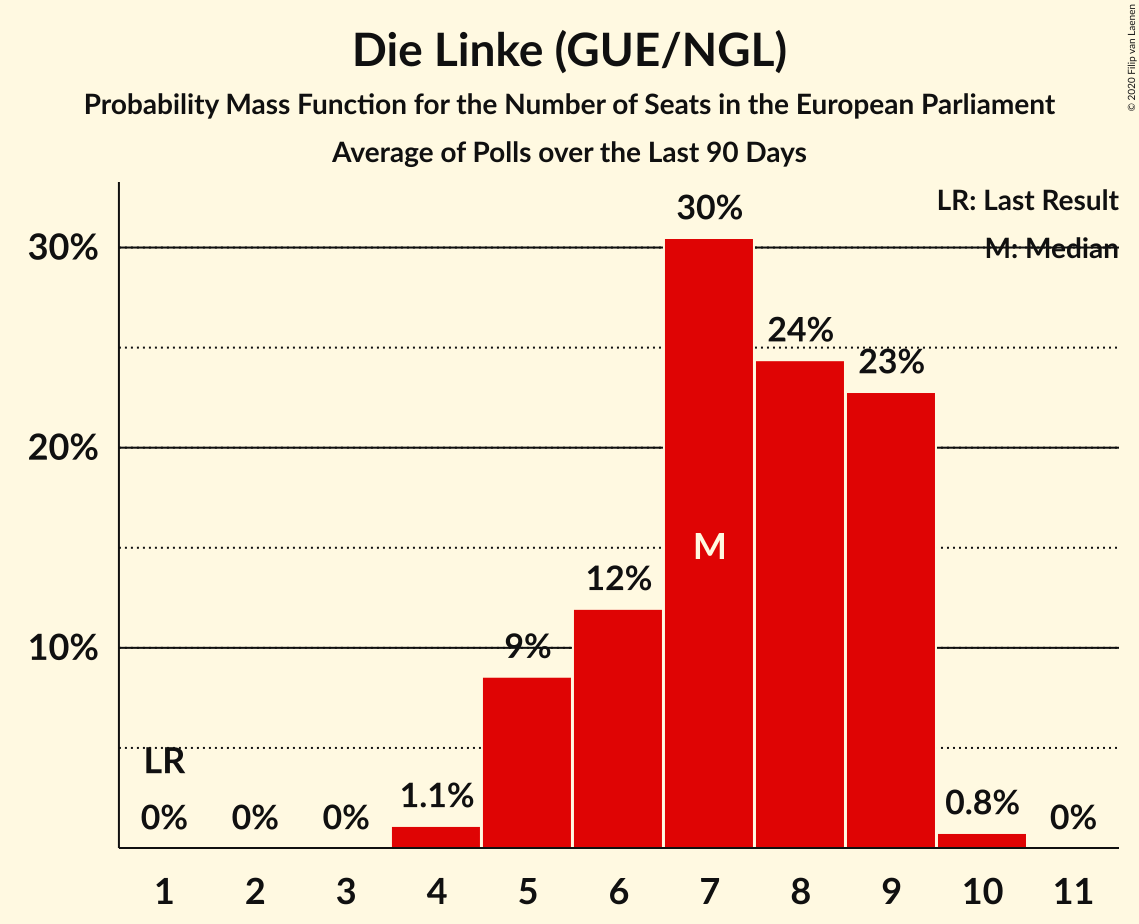 Die Linke (GUE/NGL)
Probability Mass Function for the Number of Seats in the European Parliament
Average of Polls over the Last 90 Days
© 2020 Filip van Laenen
LR: Last Result
M: Median
30%
20%
10%
LR
0%
0%
0%
1.1%
9%
12%
30%
M
24%
23%
0.8%
0%
1 2 3 4 5 6 7 8 9 10 11